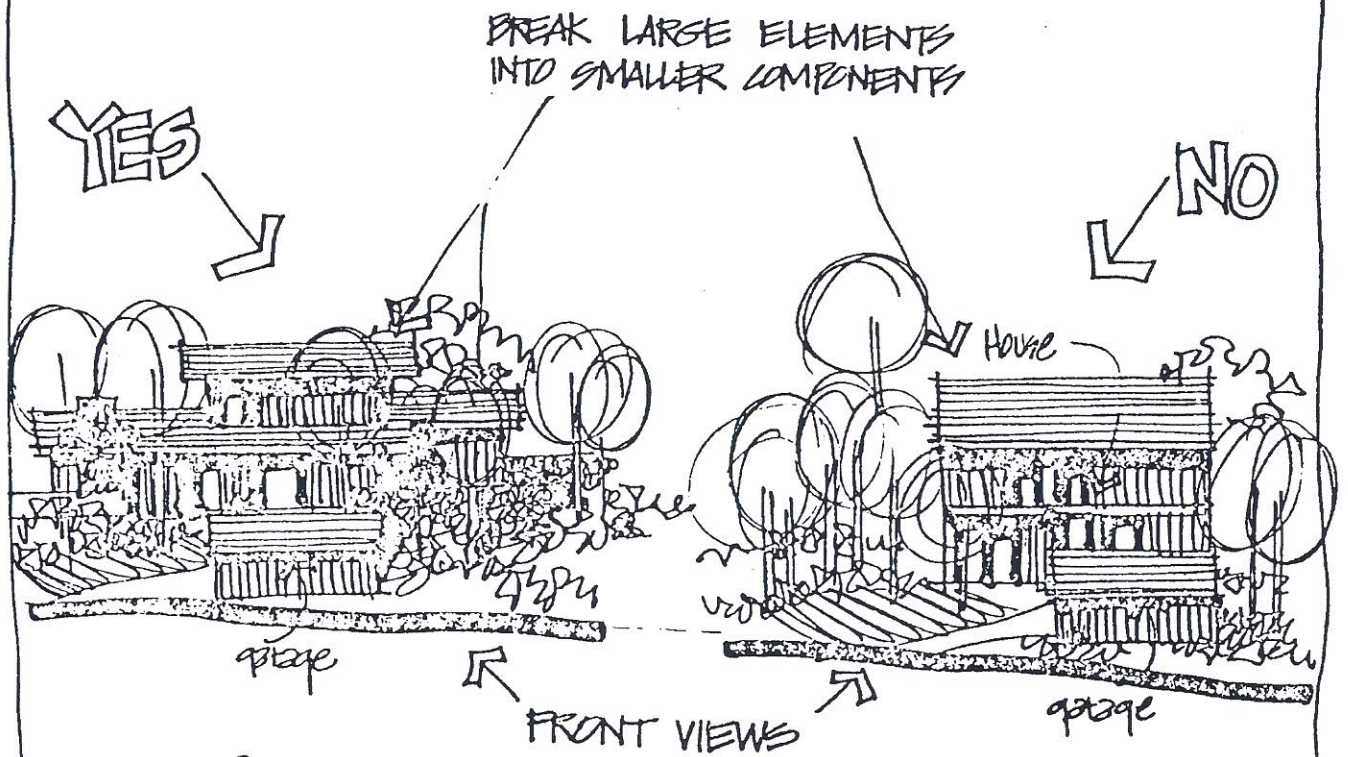 BREAK LARGE ELEMENTS
INTO SMALLER COMPONENTS
YES
NO
House
garage
garage
FRONT VIEWS